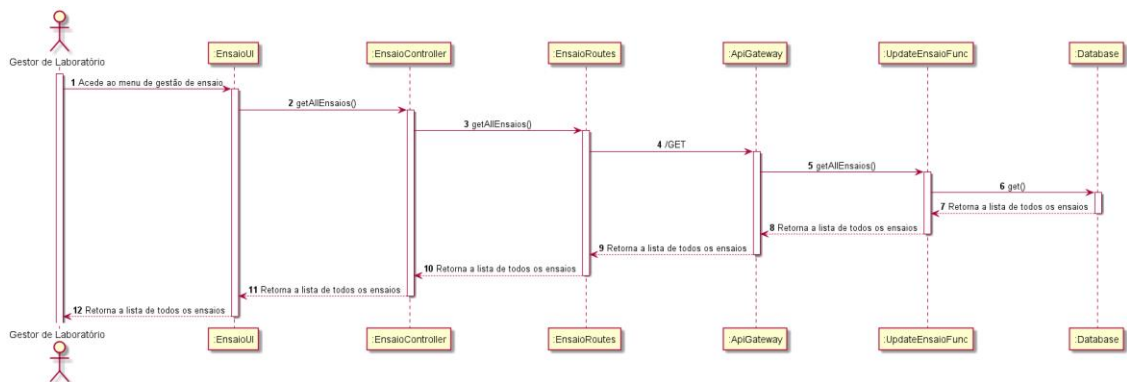 Gestor de Laboratório
:EnsaioUI
:EnsaioController
:EnsaioRoutes
:ApiGateway
:UpdateEnsaioFunc
:Database
1 Acede ao menu de gestão de ensaio
2 getAllEnsaios()
3 getAllEnsaios()
4 /GET
5 getAllEnsaios()
6 get()
7 Retorna a lista de todos os ensaios
8 Retorna a lista de todos os ensaios
9 Retorna a lista de todos os ensaios
10 Retorna a lista de todos os ensaios
11 Retorna a lista de todos os ensaios
12 Retorna a lista de todos os ensaios
Gestor de Laboratório
:EnsaioUI
:EnsaioController
:EnsaioRoutes
:ApiGateway
:UpdateEnsaioFunc
:Database